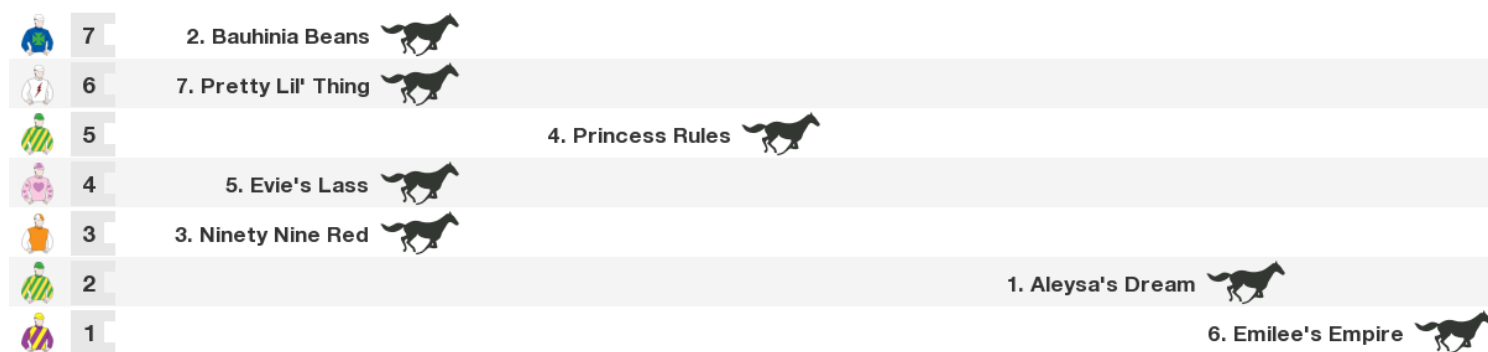 7 2. Bauhinia Beans
6 7. Pretty Lil' Thing
5 4. Princess Rules
4 5. Evie's Lass
3 3. Ninety Nine Red
2 1. Aleysa's Dream
1 6. Emilee's Empire